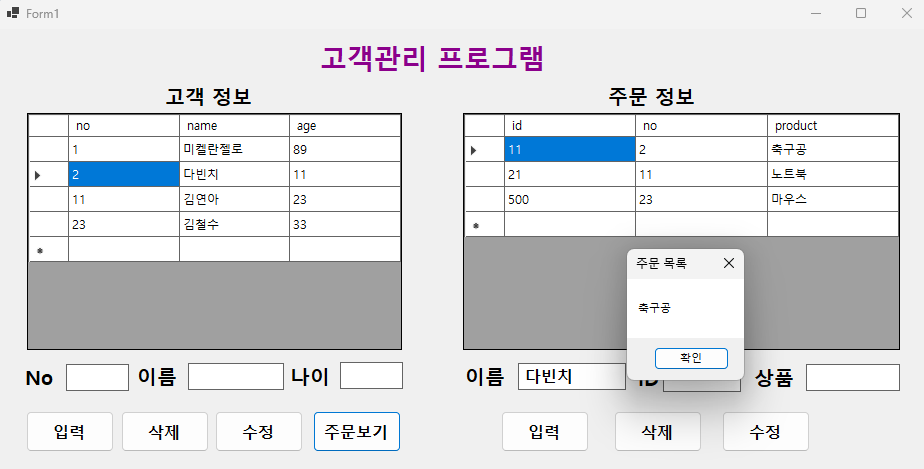 Form1
고객관리 프로그램
고객 정보
no name age
1 미켈란젤로 89
2 다빈치 11
11 김연아 23
23 김철수 33
주문 정보
id no product
11 2 축구공
21 11 노트북
500 23 마우스
주문 목록
축구공
확인
No 이름 나이
입력 삭제 수정 주문보기
이름 다빈치 ID 상품
입력 삭제 수정